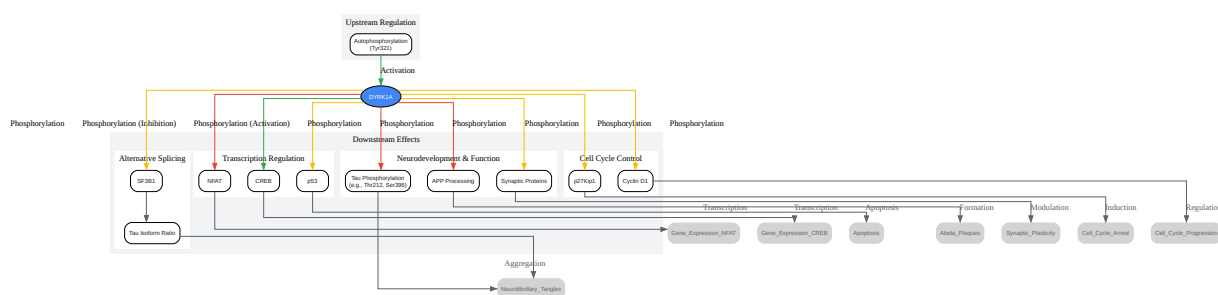 Upstream Regulation
Autophosphorylation
(Tyr321)
Activation
DYRK1A
Phosphorylation
Phosphorylation (Inhibition)
Phosphorylation (Activation)
Phosphorylation
Phosphorylation
Phosphorylation
Phosphorylation
Phosphorylation
Phosphorylation
Downstream Effects
Alternative Splicing
Transcription Regulation
Neurodevelopment & Function
Cell Cycle Control
SF3B1
NFAT
CREB
p53
Tau Phosphorylation
(e.g., Thr212, Ser396)
APP Processing
Synaptic Proteins
p27Kip1
Cyclin D1
Transcription
Transcription
Apoptosis
Formation
Modulation
Induction
Regulation
Tau Isoform Ratio
Gene_Expression_NFAT
Gene_Expression_CREB
Apoptosis
Abeta_Plaques
Synaptic_Plasticity
Cell_Cycle_Arrest
Cell_Cycle_Progression
Aggregation
Neurofibrillary_Tangles